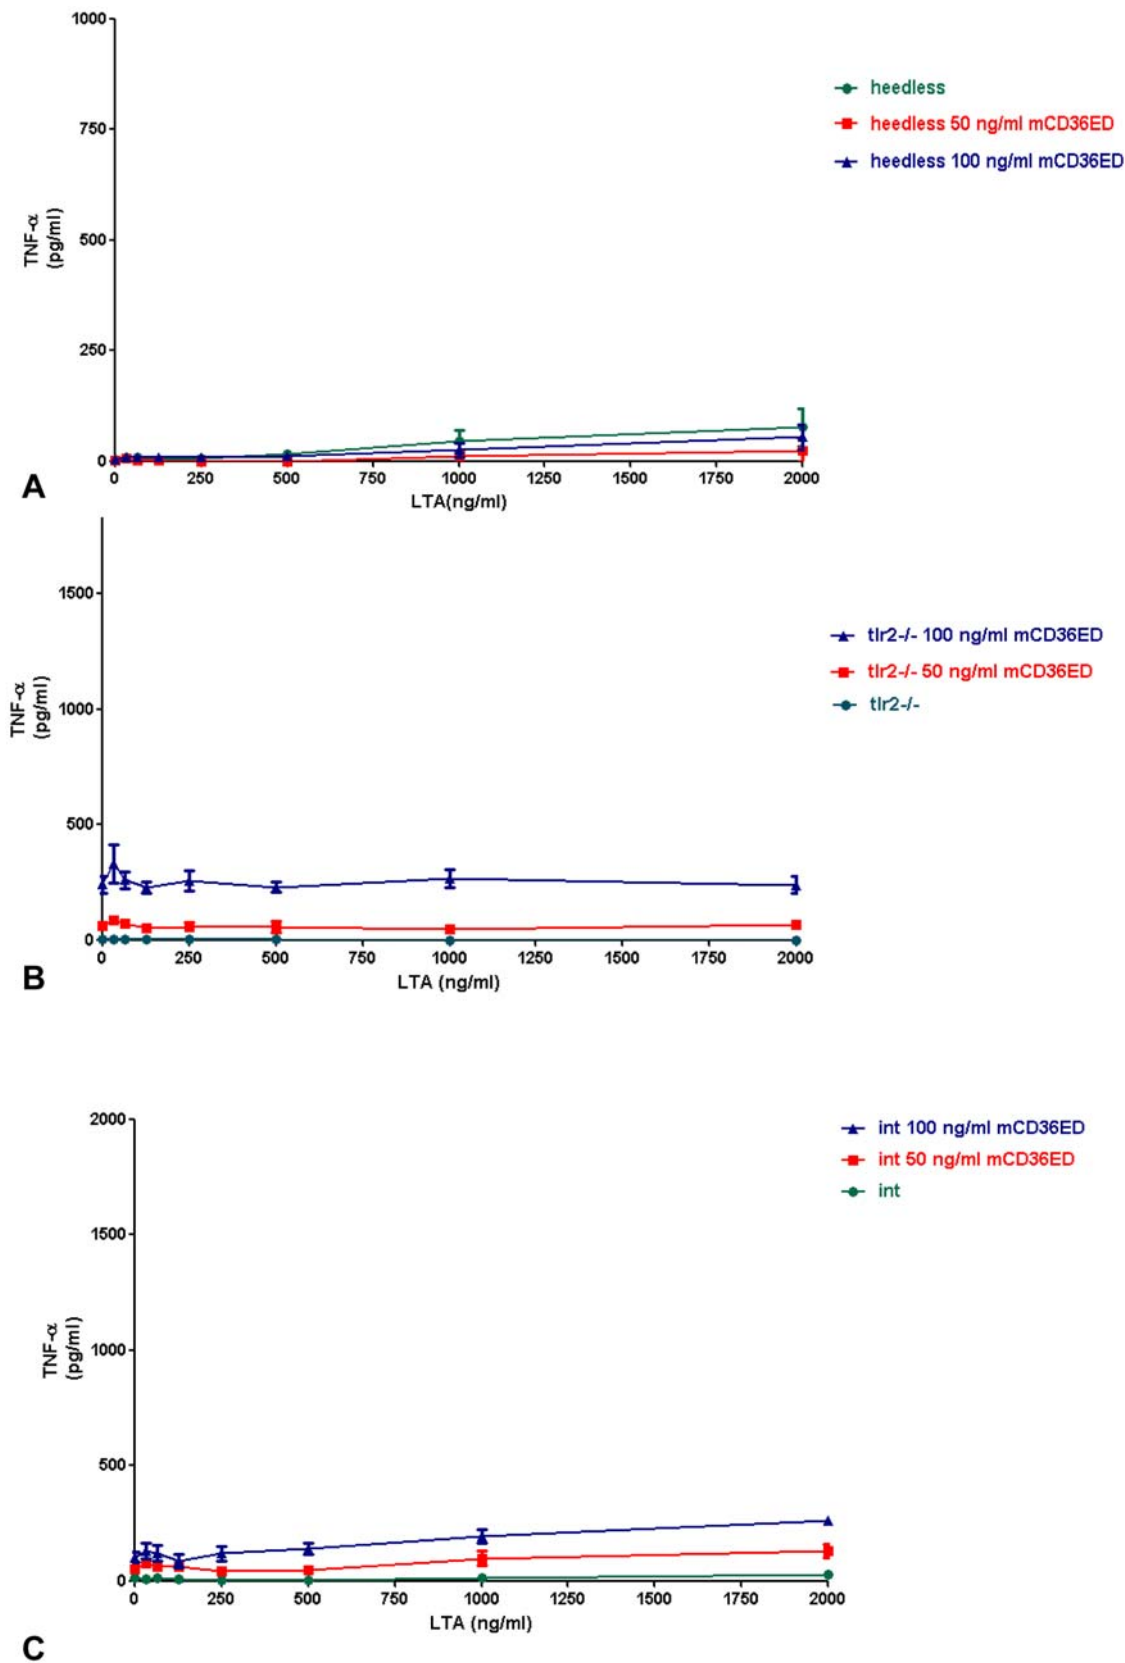 1000
750
500
250
0
TNF-α
(pg/ml)
0 250 500 750 1000 1250 1500 1750 2000
LTA(ng/ml)
heedless
heedless 50 ng/ml mCD36ED
heedless 100 ng/ml mCD36ED
A
1500
1000
500
0
TNF-α
(pg/ml)
0 250 500 750 1000 1250 1500 1750 2000
LTA (ng/ml)
tlr2-/- 100 ng/ml mCD36ED
tlr2-/- 50 ng/ml mCD36ED
tlr2-/-
B
2000
1500
1000
500
0
TNF-α
(pg/ml)
0 250 500 750 1000 1250 1500 1750 2000
LTA (ng/ml)
int 100 ng/ml mCD36ED
int 50 ng/ml mCD36ED
int
C